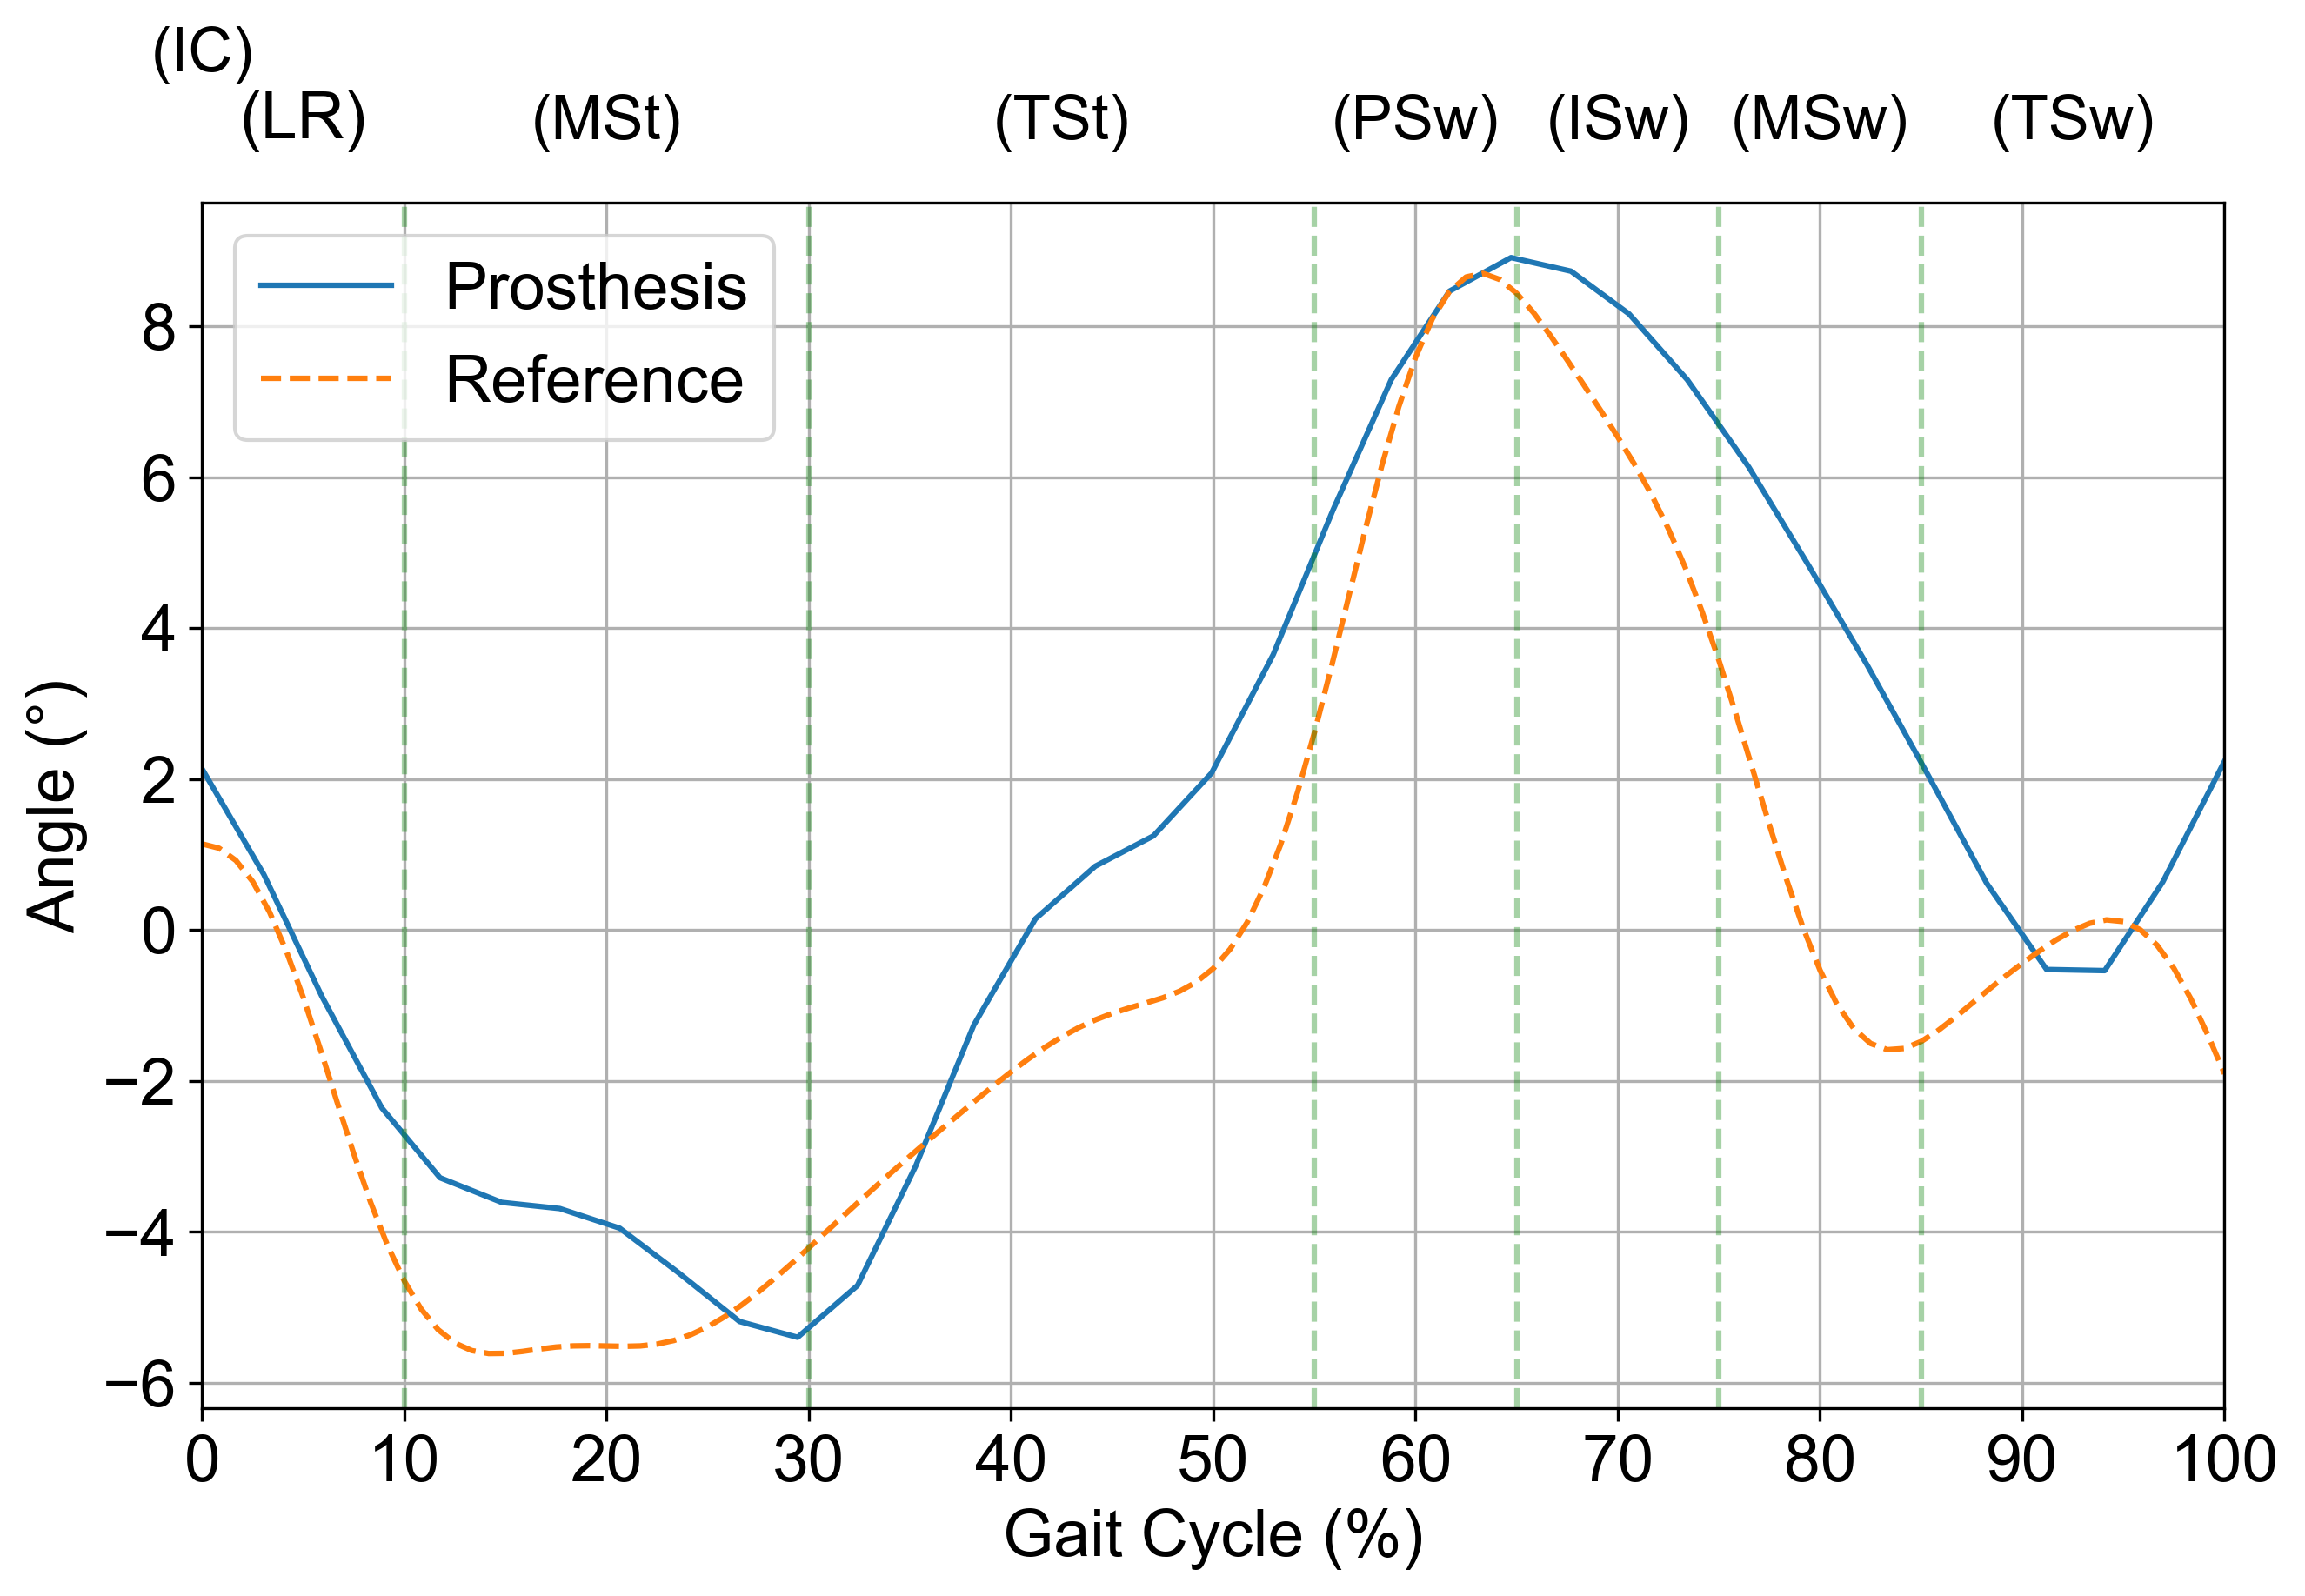 (IC)
(LR) (MSt) (TSt) (PSw) (ISw) (MSw) (TSw)
Prosthesis
Reference
8
6
4
2
0
−2
−4
−6
Angle (°)
0 10 20 30 40 50 60 70 80 90 100
Gait Cycle (%)